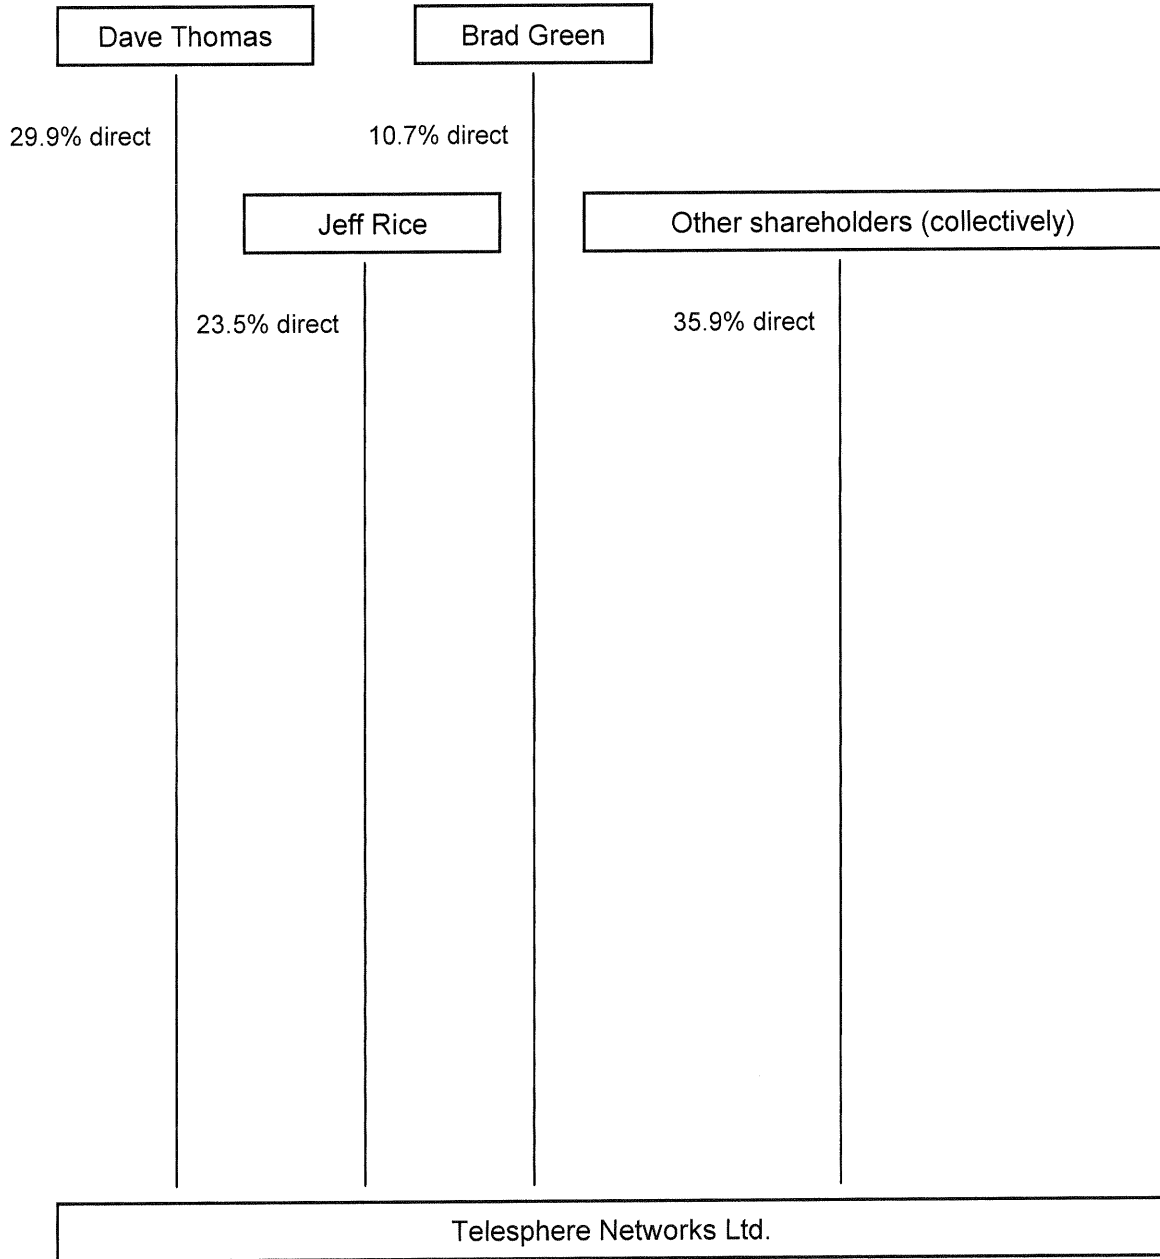 Dave Thomas
Brad Green
29.9% direct
10.7% direct
Jeff Rice
Other shareholders (collectively)
23.5% direct
35.9% direct
Telesphere Networks Ltd.